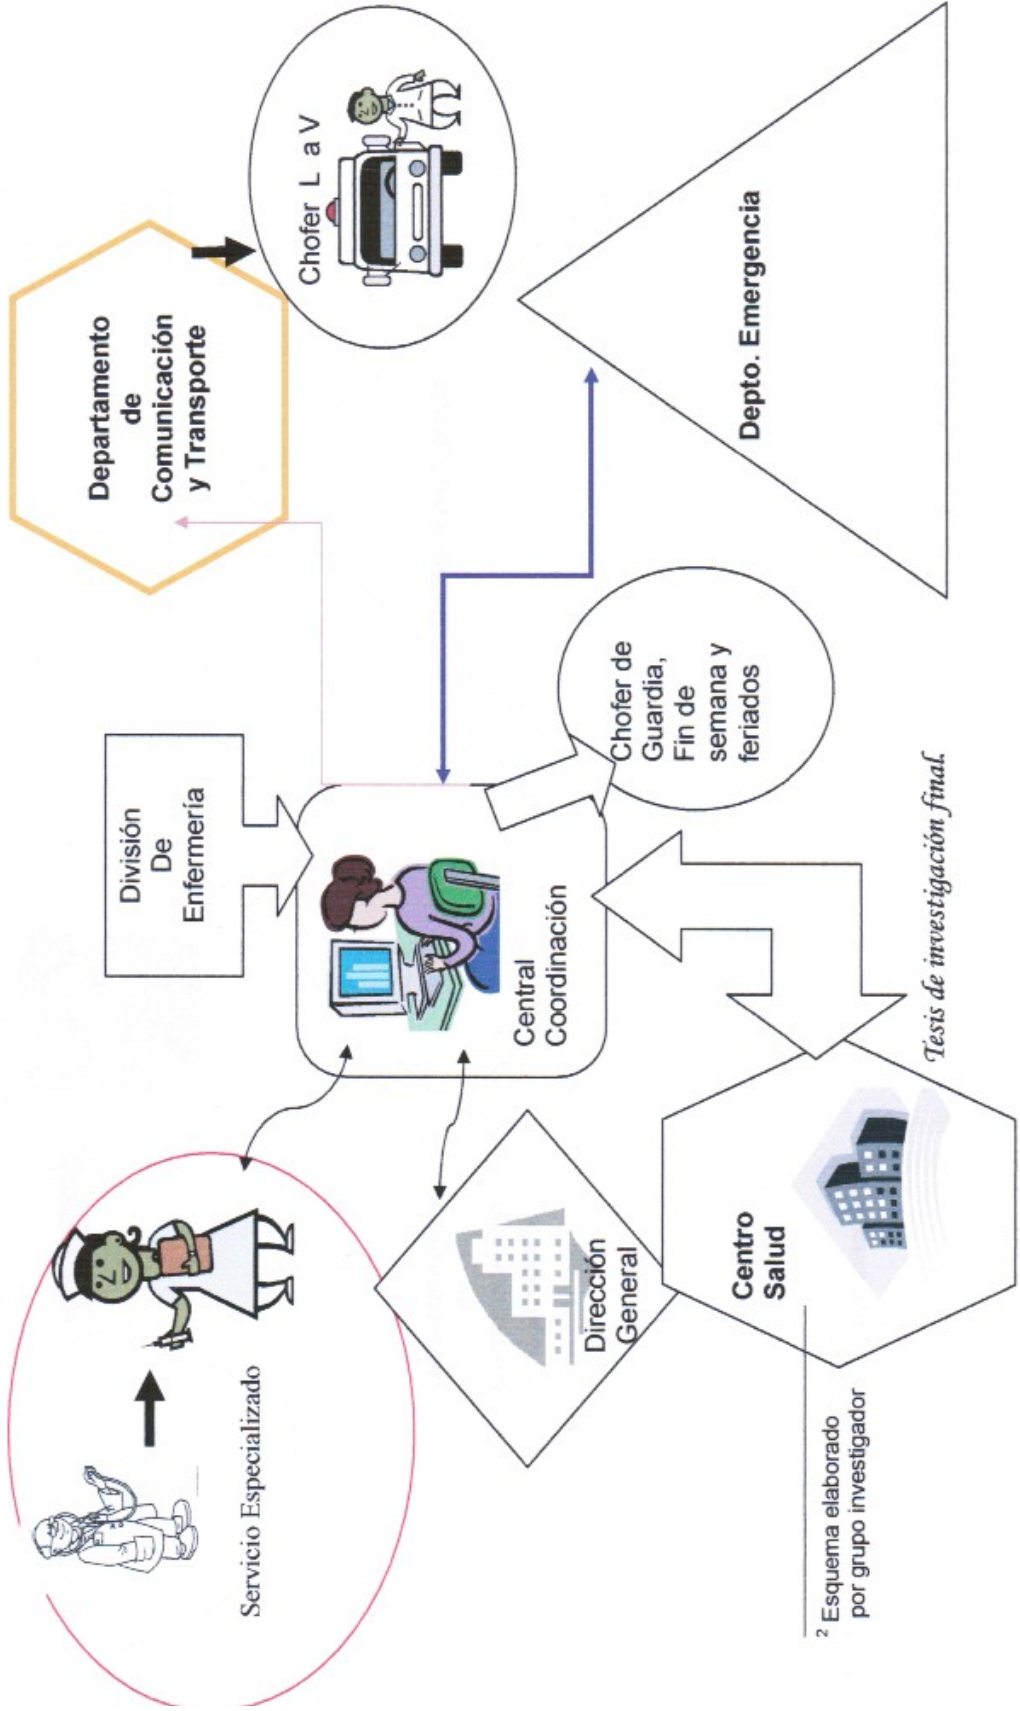 Servicio Especializado
División
De
Enfermería
Departamento
de
Comunicación
y Transporte
Chofer L a V
Central
Coordinación
Dirección
General
Chofer de
Guardia,
Fin de
semana y
feriados
Depto. Emergencia
Centro
Salud
² Esquema elaborado
por grupo investigador
Tesis de investigación final.